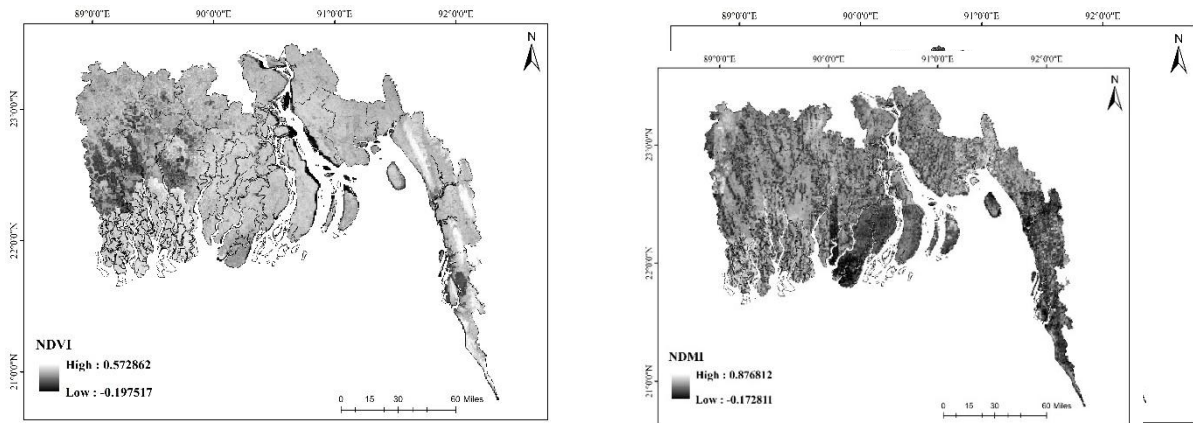 89°0'0"E 90°0'0"E 91°0'0"E 92°0'0"E
N
23°0'0"N
22°0'0"N
21°0'0"N
NDVI
High : 0.572862
Low : -0.197517
0 15 30 60 Miles
90°0'0"E 91°0'0"E 92°0'0"E
N
89°0'0"E 90°0'0"E 91°0'0"E 92°0'0"E
N
23°0'0"N
22°0'0"N
21°0'0"N
NDMI
High : 0.876812
Low : -0.172811
0 15 30 60 Miles